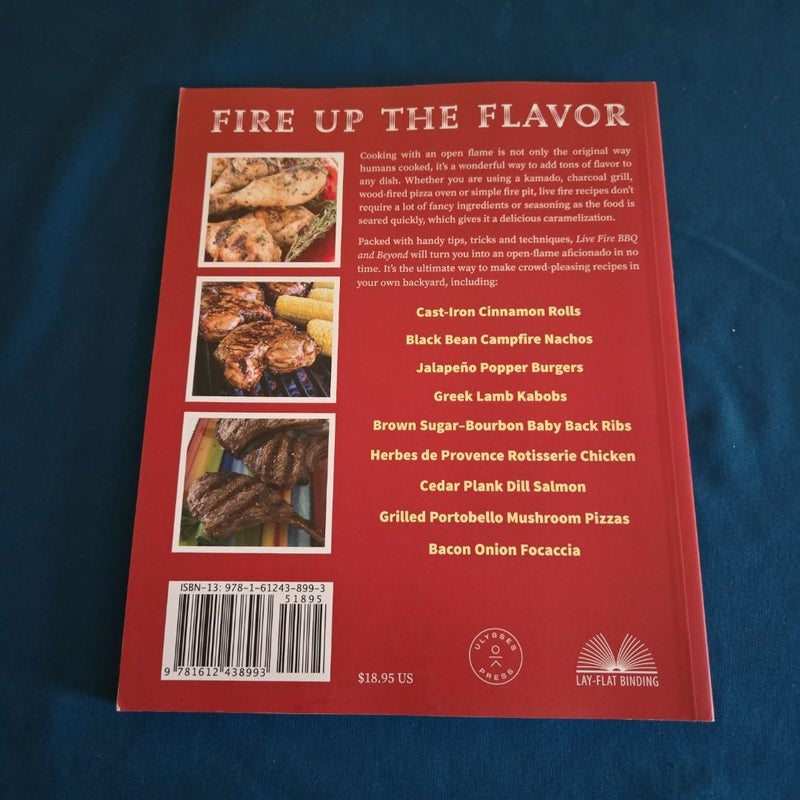 FIRE UP THE FLAVOR
Cooking with an open flame is not only the original way
humans cooked, it's a wonderful way to add tons of flavor to
any dish. Whether you are using a kamado, charcoal grill,
wood-fired pizza oven or simple fire pit, live fire recipes don't
require a lot of fancy ingredients or seasoning as the food is
seared quickly, which gives it a delicious caramelization.
Packed with handy tips, tricks and techniques, Live Fire BBQ
and Beyond will turn you into an open-flame aficionado in no
time. It's the ultimate way to make crowd-pleasing recipes in
your own backyard, including:
Cast-Iron Cinnamon Rolls
Black Bean Campfire Nachos
Jalapeño Popper Burgers
Greek Lamb Kabobs
Brown Sugar–Bourbon Baby Back Ribs
Herbes de Provence Rotisserie Chicken
Cedar Plank Dill Salmon
Grilled Portobello Mushroom Pizzas
Bacon Onion Focaccia
ISBN-13: 978-1-61243-899-3
51895
9 781612 438993
$18.95 US
ULYSSES
PRESS
LAY-FLAT BINDING